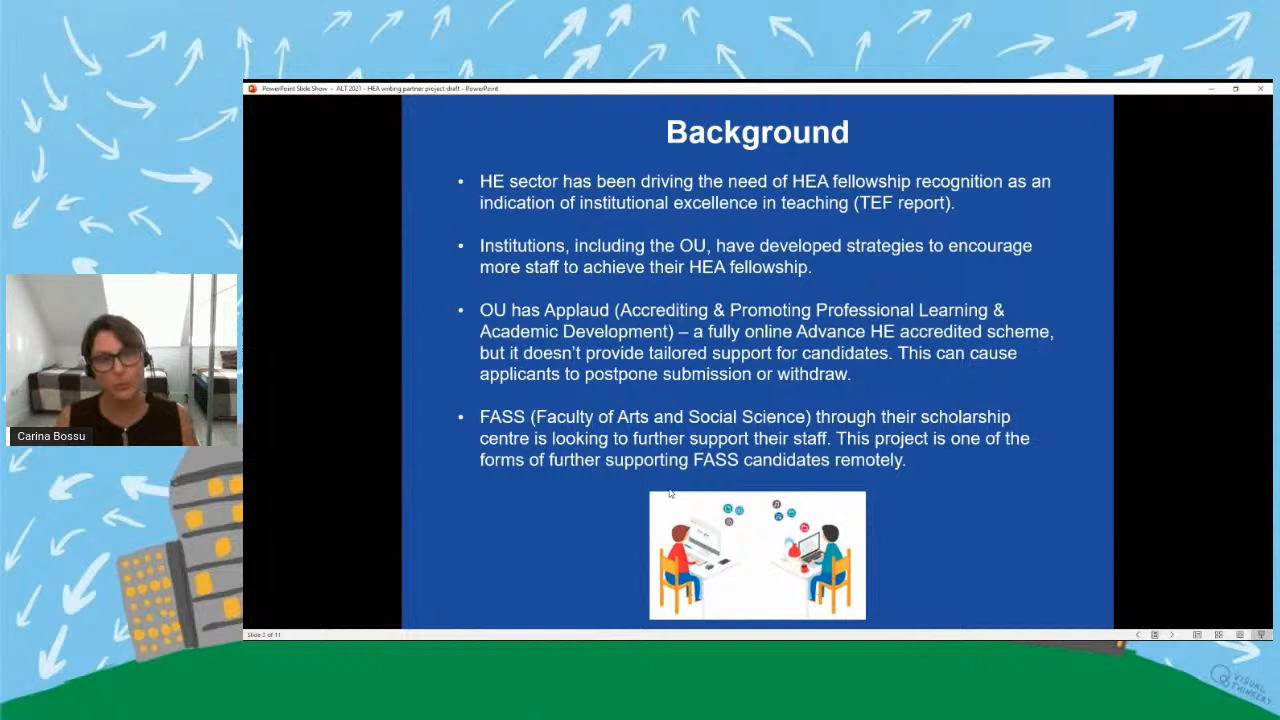 PowerPoint Slide Show - ALT 2021 - HEA writing partner project draft - PowerPoint
Background
• HE sector has been driving the need of HEA fellowship recognition as an
indication of institutional excellence in teaching (TEF report).
• Institutions, including the OU, have developed strategies to encourage
more staff to achieve their HEA fellowship.
• OU has Applaud (Accrediting & Promoting Professional Learning &
Academic Development) – a fully online Advance HE accredited scheme,
but it doesn't provide tailored support for candidates. This can cause
applicants to postpone submission or withdraw.
• FASS (Faculty of Arts and Social Science) through their scholarship
centre is looking to further support their staff. This project is one of the
forms of further supporting FASS candidates remotely.
Carina Bossu
Slide 3 of 11
VISUAL
THINKERY